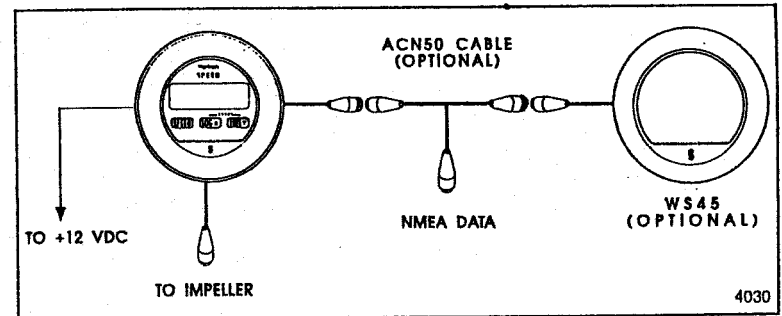 ACN50 CABLE
(OPTIONAL)
SPEED
WS45
(OPTIONAL)
NMEA DATA
TO +12 VDC
TO IMPELLER
4030